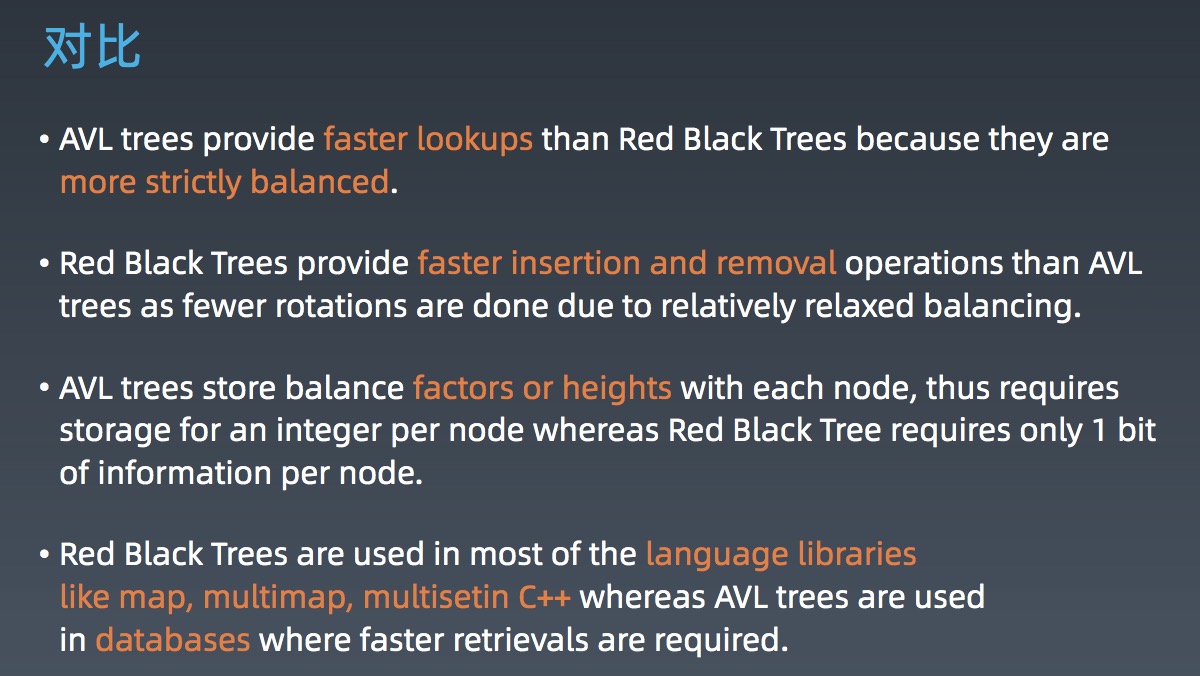 对比
• AVL trees provide faster lookups than Red Black Trees because they are
more strictly balanced.
• Red Black Trees provide faster insertion and removal operations than AVL
trees as fewer rotations are done due to relatively relaxed balancing.
• AVL trees store balance factors or heights with each node, thus requires
storage for an integer per node whereas Red Black Tree requires only 1 bit
of information per node.
• Red Black Trees are used in most of the language libraries
like map, multimap, multisetin C++ whereas AVL trees are used
in databases where faster retrievals are required.